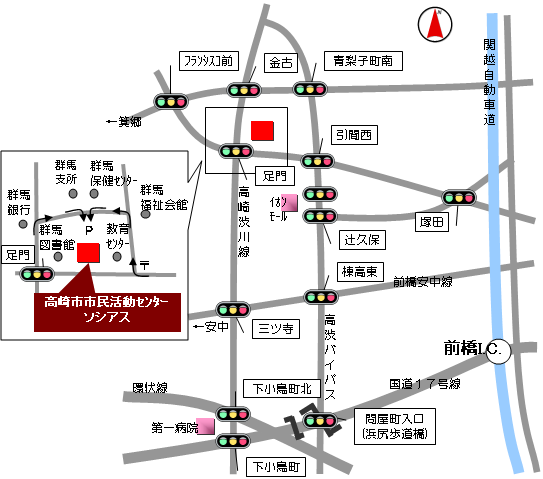 N
関越自動車道
ﾌﾗﾝﾀｽｺ前
金古
青梨子町南
←箕郷
足門
引間西
群馬
支所
群馬
保健ｾﾝﾀｰ
群馬
福祉会館
群馬
銀行
P
足門
群馬
図書館
教育
ｾﾝﾀｰ
〒
高崎市市民活動ｾﾝﾀｰ
ソシアス
高崎渋川線
ｲｵﾝ
ﾓｰﾙ
塚田
辻久保
棟高東
前橋安中線
←安中
三ツ寺
高渋バイパス
前橋I.C.
環状線
下小鳥町北
国道１７号線
第一病院
問屋町入口
(浜尻歩道橋)
下小鳥町